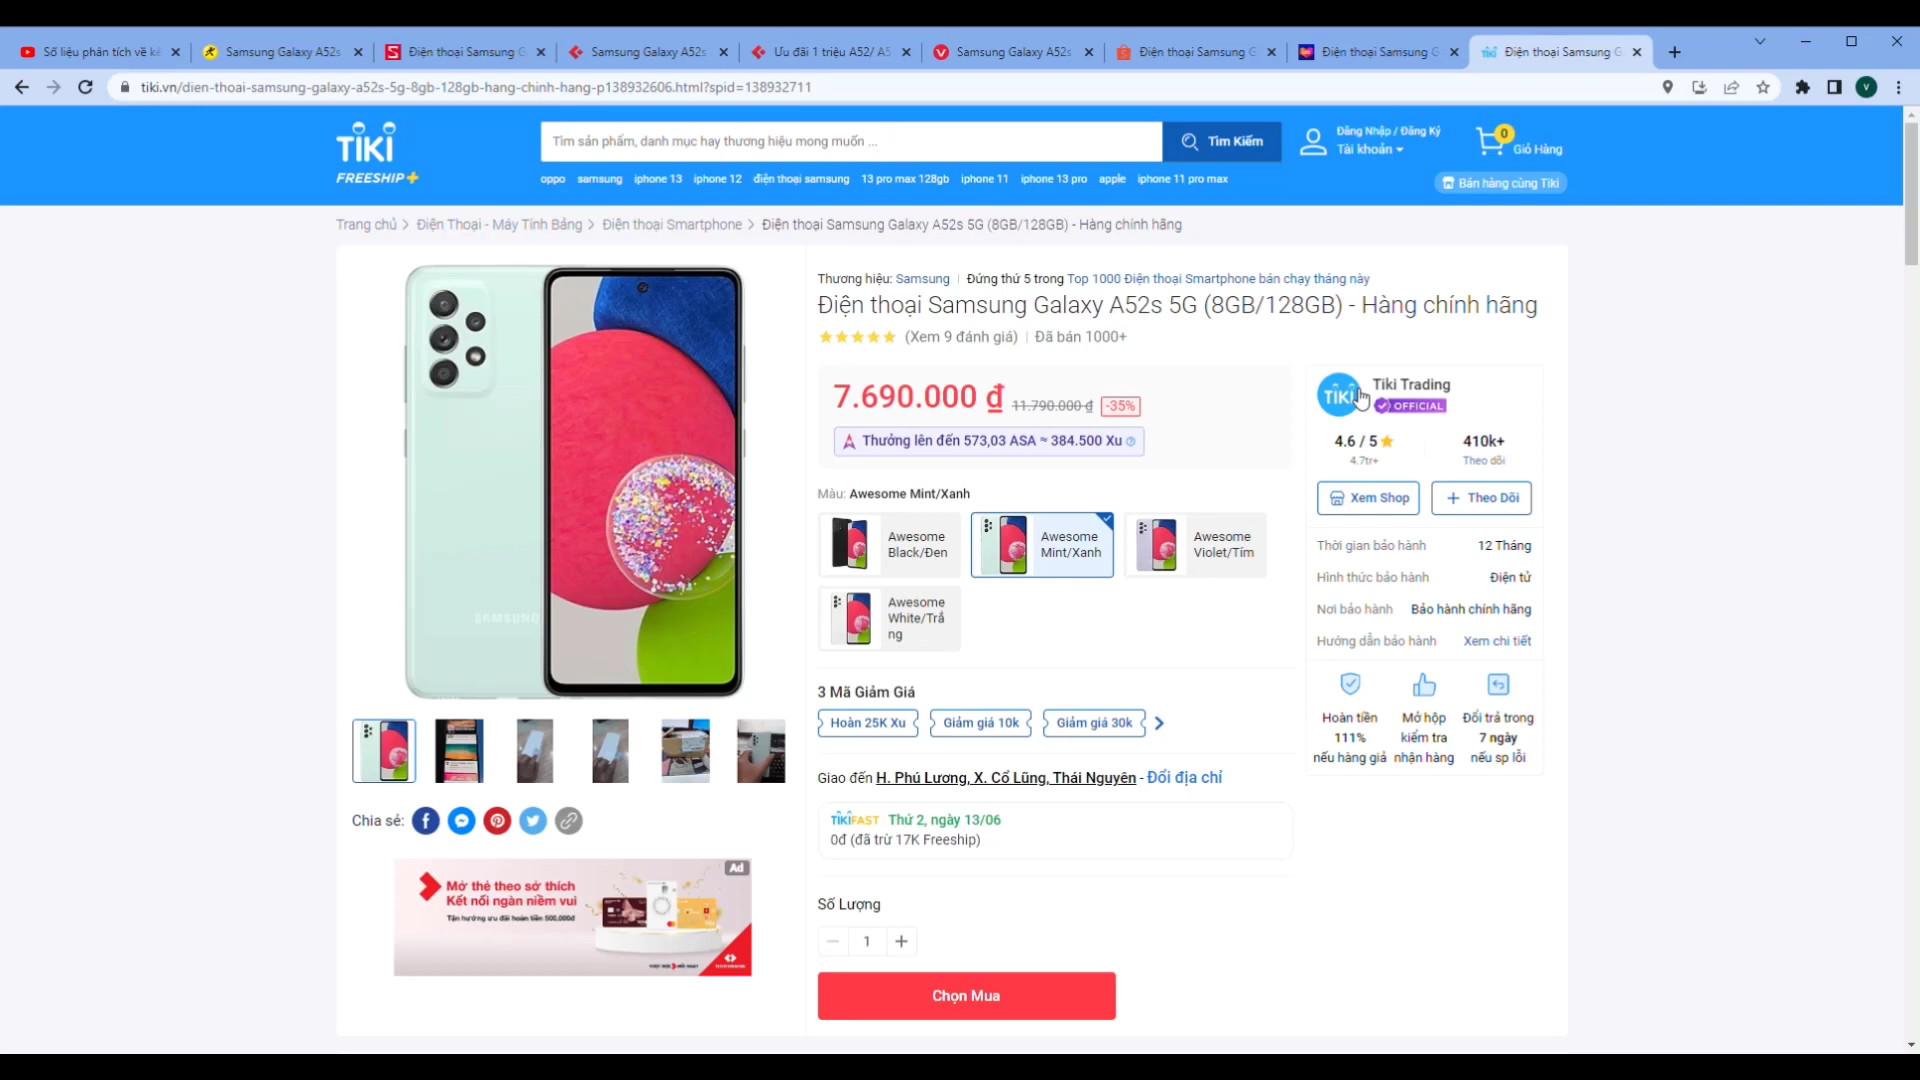 Số liệu phân tích về kê
Samsung Galaxy A52s
Điện thoại Samsung G
Samsung Galaxy A52s
Ưu đãi 1 triệu A52/ A5
Samsung Galaxy A52s
Điện thoại Samsung G
Điện thoại Samsung G
Điện thoại Samsung G
tiki.vn/dien-thoai-samsung-galaxy-a52s-5g-8gb-128gb-hang-chinh-hang-p138932606.html?spid=138932711
TIKI
FREESHIP+
Tìm sản phẩm, danh mục hay thương hiệu mong muốn ...
Tìm Kiếm
Đăng Nhập / Đăng Ký
Tài khoản
0
Giỏ Hàng
oppo samsung iphone 13 iphone 12 điện thoại samsung 13 pro max 128gb iphone 11 iphone 13 pro apple iphone 11 pro max
Bán hàng cùng Tiki
Trang chủ > Điện Thoại - Máy Tính Bảng > Điện thoại Smartphone > Điện thoại Samsung Galaxy A52s 5G (8GB/128GB) - Hàng chính hãng
Thương hiệu: Samsung | Đứng thứ 5 trong Top 1000 Điện thoại Smartphone bán chạy tháng này
Điện thoại Samsung Galaxy A52s 5G (8GB/128GB) - Hàng chính hãng
(Xem 9 đánh giá) | Đã bán 1000+
7.690.000 ₫ 11.790.000 ₫ -35%
Thưởng lên đến 573,03 ASA ≈ 384.500 Xu
Màu: Awesome Mint/Xanh
Awesome
Black/Đen
Awesome
Mint/Xanh
Awesome
Violet/Tím
Awesome
White/Trắ
ng
3 Mã Giảm Giá
Hoàn 25K Xu
Giảm giá 10k
Giảm giá 30k
Giao đến H. Phú Lương, X. Cổ Lũng, Thái Nguyên - Đổi địa chỉ
TIKIFAST Thứ 2, ngày 13/06
0đ (đã trừ 17K Freeship)
Số Lượng
1
Chọn Mua
TIKI
Tiki Trading
OFFICIAL
4.6 / 5
4.7tr+
410k+
Theo dõi
Xem Shop
Theo Dõi
Thời gian bảo hành 12 Tháng
Hình thức bảo hành Điện tử
Nơi bảo hành Bảo hành chính hãng
Hướng dẫn bảo hành Xem chi tiết
Hoàn tiền
111%
nếu hàng giả
Mở hộp
kiểm tra
nhận hàng
Đổi trả trong
7 ngày
nếu sp lỗi
SAMSUNG
Chia sẻ:
Ad
Mở thẻ theo sở thích
Kết nối ngàn niềm vui
Tận hưởng ưu đãi hoàn tiền 500,000đ